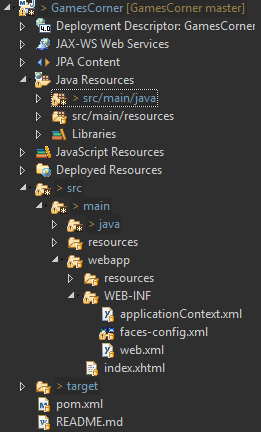 > GamesCorner [GamesCorner master]
Deployment Descriptor: GamesCorner
JAX-WS Web Services
JPA Content
Java Resources
> src/main/java
src/main/resources
Libraries
JavaScript Resources
Deployed Resources
> src
> main
> java
resources
webapp
resources
WEB-INF
applicationContext.xml
faces-config.xml
web.xml
index.xhtml
> target
pom.xml
README.md